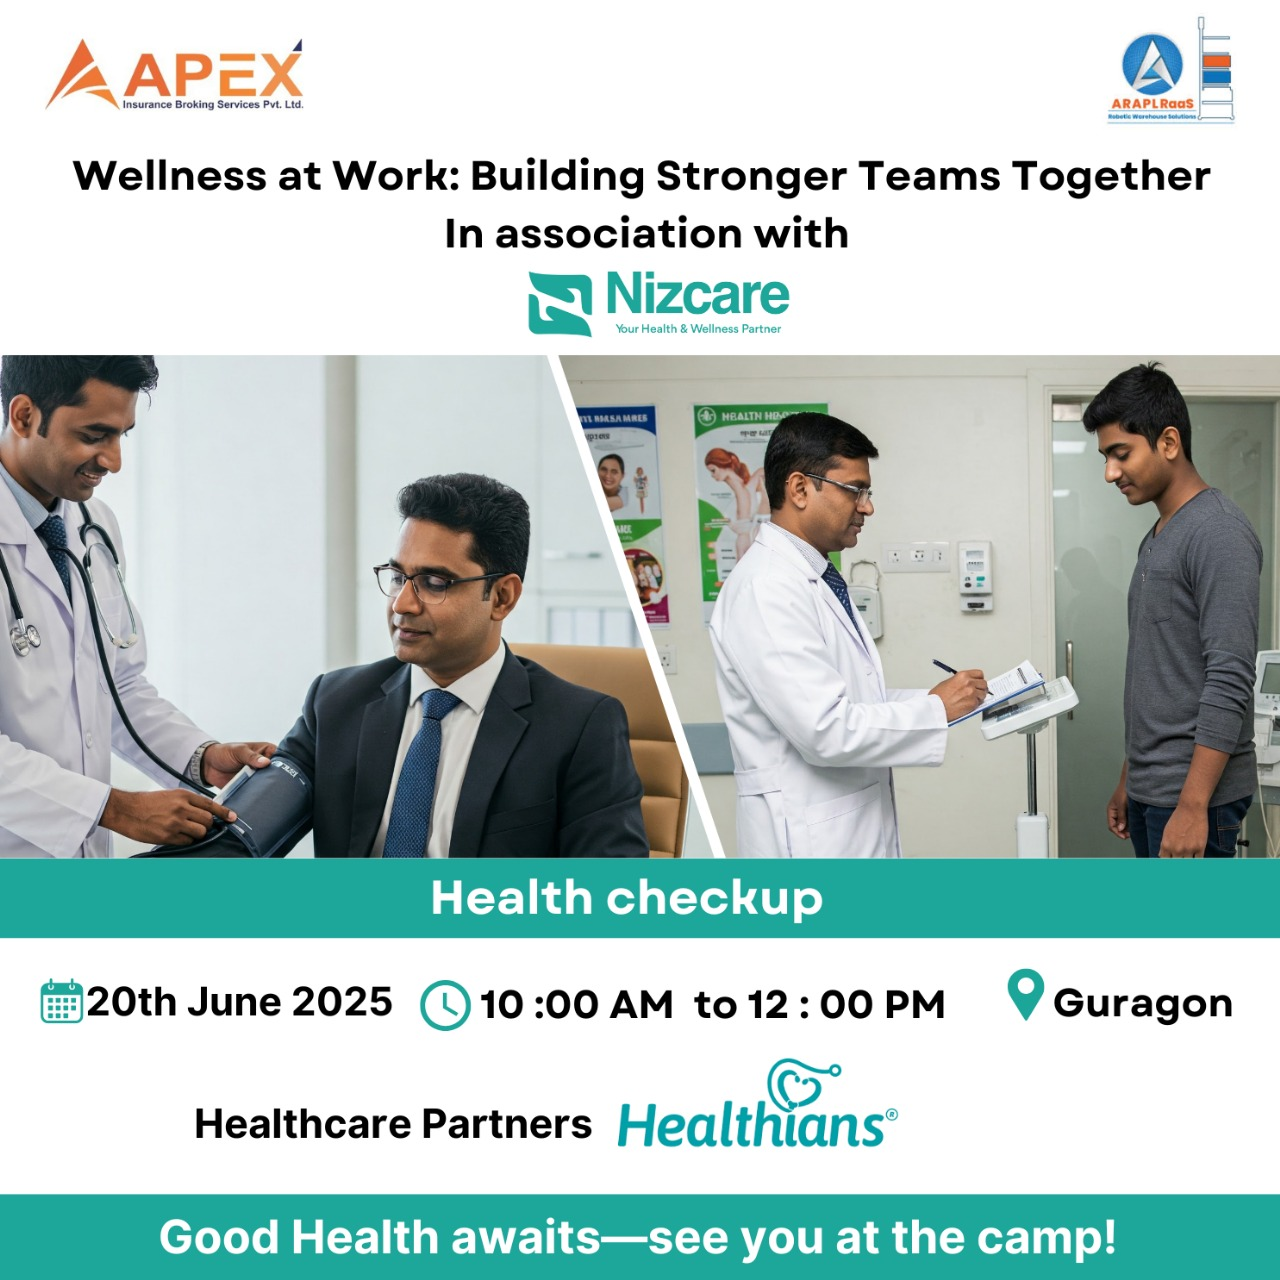 APEX
Insurance Broking Services Pvt. Ltd.
ARAPLRaaS
Robotic Warehouse Solutions
Wellness at Work: Building Stronger Teams Together
In association with
Nizcare
Your Health & Wellness Partner
HEALTH
Health checkup
20th June 2025
10 :00 AM to 12 : 00 PM
Guragon
Healthcare Partners
Healthians®
Good Health awaits—see you at the camp!